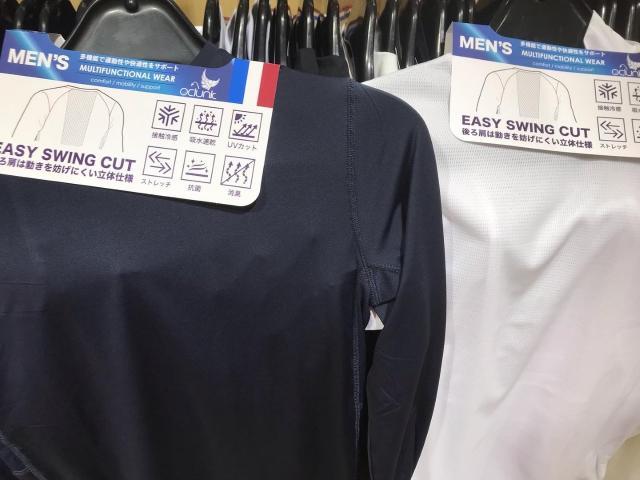 MEN'S
多機能で運動性や快適性をサポート
MULTIFUNCTIONAL WEAR
comfort / mobility / support
odlunik
接触冷感
吸水速乾
UVカット
EASY SWING CUT
後ろ肩は動きを妨げにくい立体仕様
ストレッチ
抗菌
消臭
MEN'S
多機能で運動性や快適性をサポート
MULTIFUNCTIONAL WEAR
comfort / mobility / support
接触冷感
EASY SWING CUT
後ろ肩は動きを妨げにくい立体仕様
ストレッチ